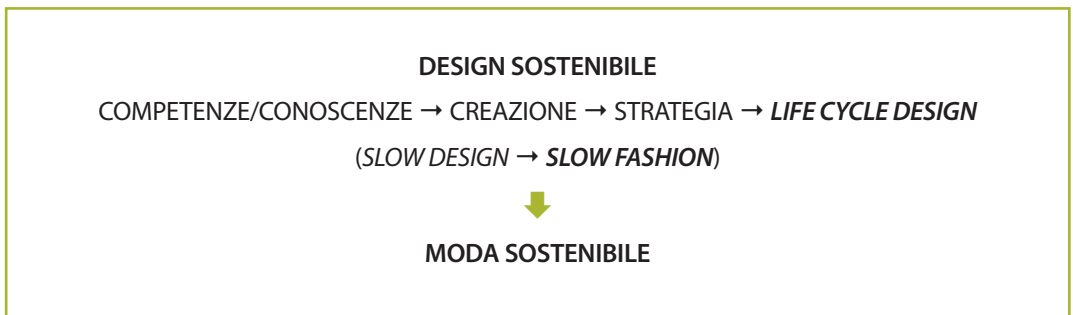 DESIGN SOSTENIBILE
COMPETENZE/CONOSCENZE → CREAZIONE → STRATEGIA → LIFE CYCLE DESIGN
(SLOW DESIGN → SLOW FASHION)
MODA SOSTENIBILE